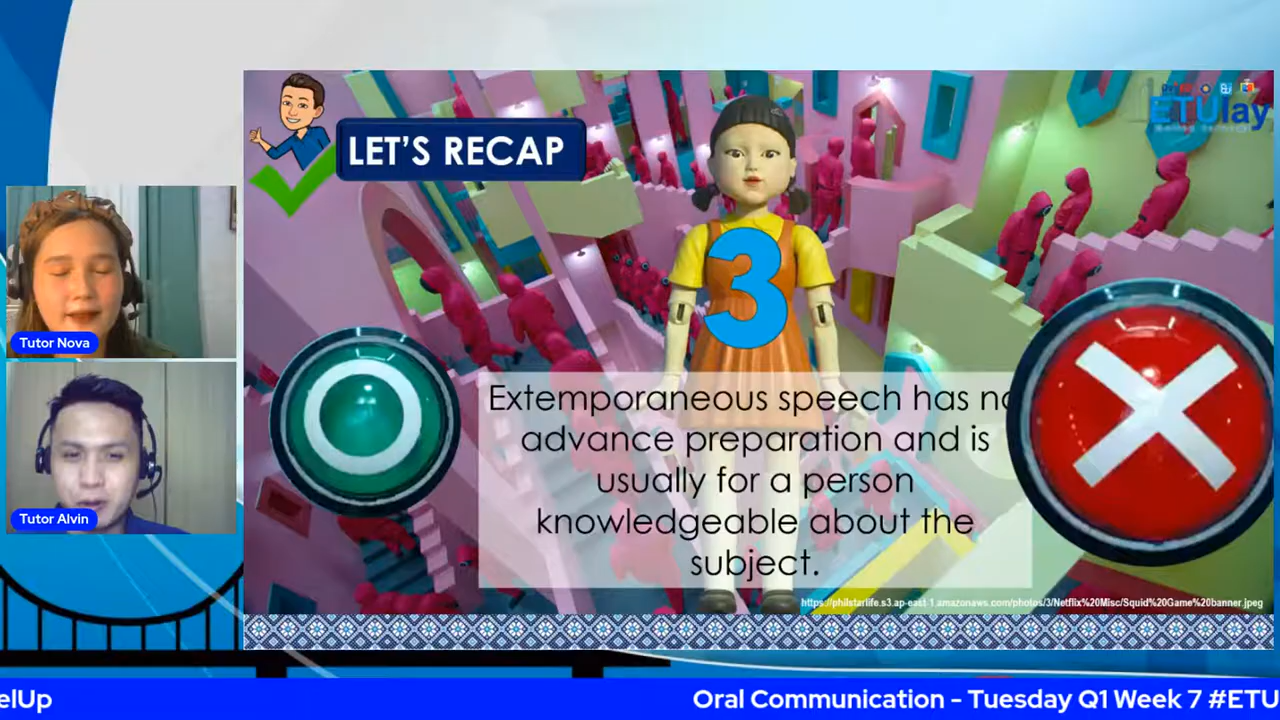 LET'S RECAP
ETUlay
3
Extemporaneous speech has no
advance preparation and is
usually for a person
knowledgeable about the
subject.
Tutor Nova
Tutor Alvin
https://philstarlife.s3.ap-east-1.amazonaws.com/photos/3/Netflix%20Misc/Squid%20Game%20banner.jpeg
elUp
Oral Communication - Tuesday Q1 Week 7 #ETU